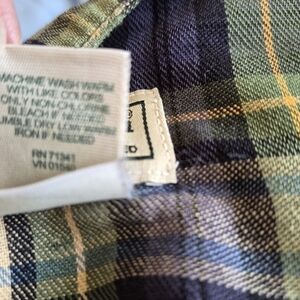 MACHINE WASH WARM
WITH LIKE COLORS
ONLY NON-CHLORINE
BLEACH IF NEEDED
TUMBLE DRY LOW WARM
IRON IF NEEDED
RN 71341